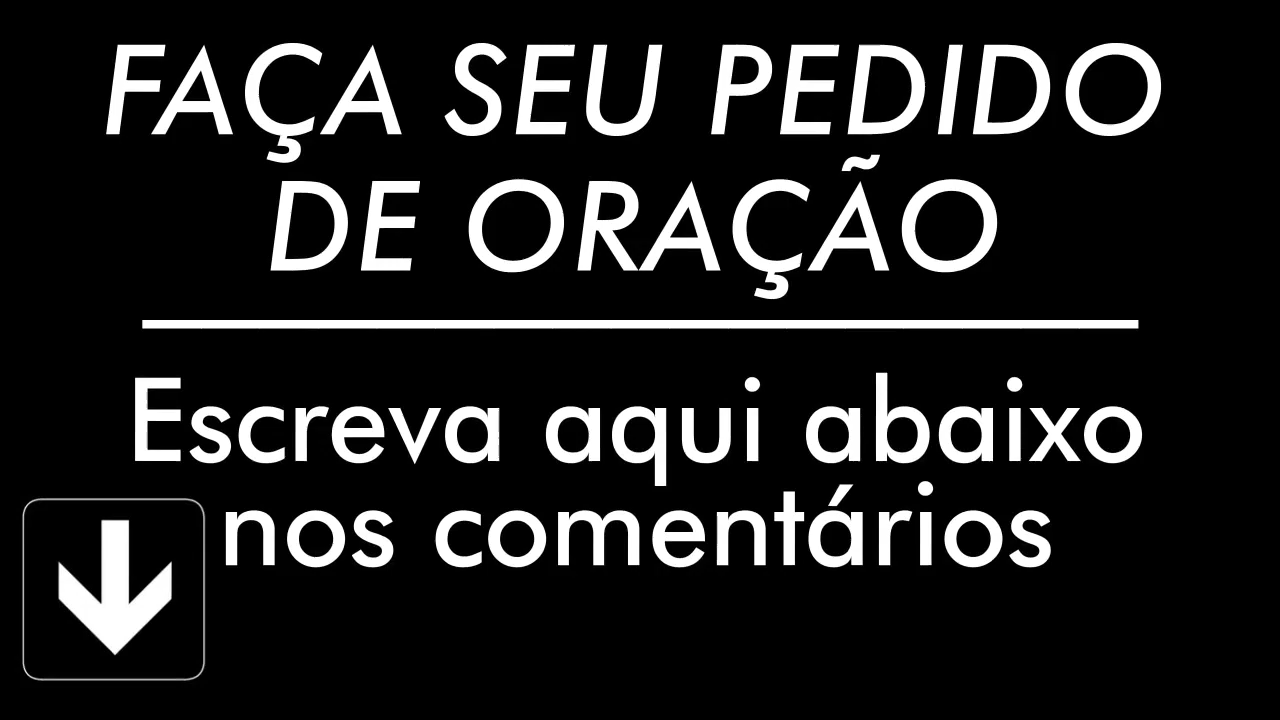 FAÇA SEU PEDIDO
DE ORAÇÃO
Escreva aqui abaixo
nos comentários